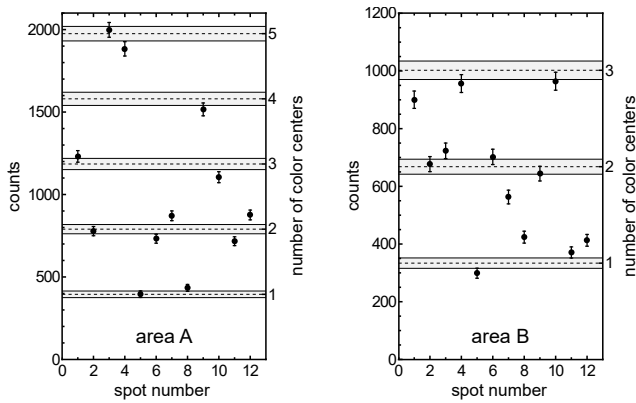 2000
1500
1000
500
0
counts
5
4
3
2
1
number of color centers
area A
0 2 4 6 8 10 12
spot number
1200
1000
800
600
400
200
0
counts
3
2
1
number of color centers
area B
0 2 4 6 8 10 12
spot number